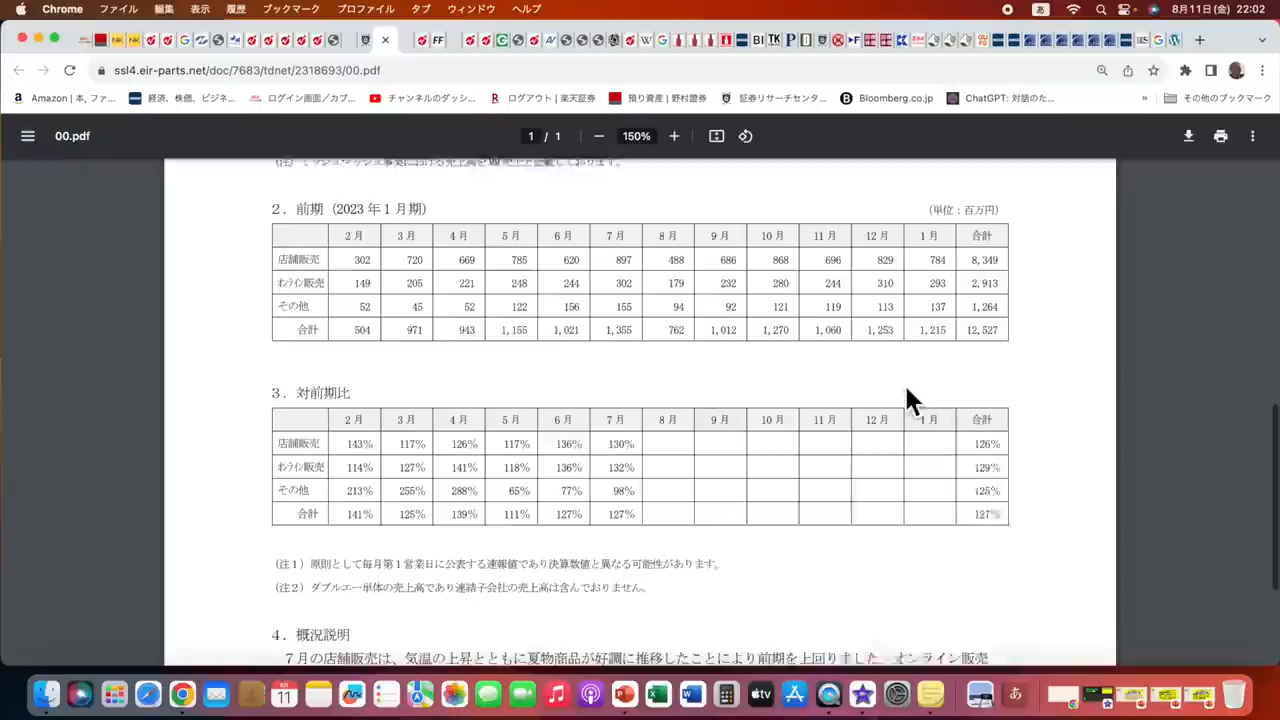 Chrome ファイル 編集 表示 履歴 ブックマーク プロファイル タブ ウィンドウ ヘルプ あ 8月11日(金) 22:02
ssl4.eir-parts.net/doc/7683/tdnet/2318693/00.pdf
Amazon | 本, ファ... 経済、株価、ビジネ... ログイン画面／カブ... チャンネルのダッシ... ログアウト | 楽天証券 預り資産 | 野村證券 証券リサーチセンタ... Bloomberg.co.jp ChatGPT: 対話のた... » その他のブックマーク
00.pdf 1 / 1 150%
2．前期（2023 年 1 月期） （単位：百万円）
2 月 3 月 4 月 5 月 6 月 7 月 8 月 9 月 10 月 11 月 12 月 1 月 合計
店舗販売 302 720 669 785 620 897 488 686 868 696 829 784 8,349
ｵﾝﾗｲﾝ販売 149 205 221 248 244 302 179 232 280 244 310 293 2,913
その他 52 45 52 122 156 155 94 92 121 119 113 137 1,264
合計 504 971 943 1,155 1,021 1,355 762 1,012 1,270 1,060 1,253 1,215 12,527
3．対前期比
2 月 3 月 4 月 5 月 6 月 7 月 8 月 9 月 10 月 11 月 12 月 1 月 合計
店舗販売 143% 117% 126% 117% 136% 130% 126%
ｵﾝﾗｲﾝ販売 114% 127% 141% 118% 136% 132% 129%
その他 213% 255% 288% 65% 77% 98% 125%
合計 141% 125% 139% 111% 127% 127% 127%
（注１）原則として毎月第１営業日に公表する速報値であり決算数値と異なる可能性があります。
（注２）ダブルエー単体の売上高であり連結子会社の売上高は含んでおりません。
4．概況説明
７月の店舗販売は、気温の上昇とともに夏物商品が好調に推移したことにより前期を上回りました。オンライン販売